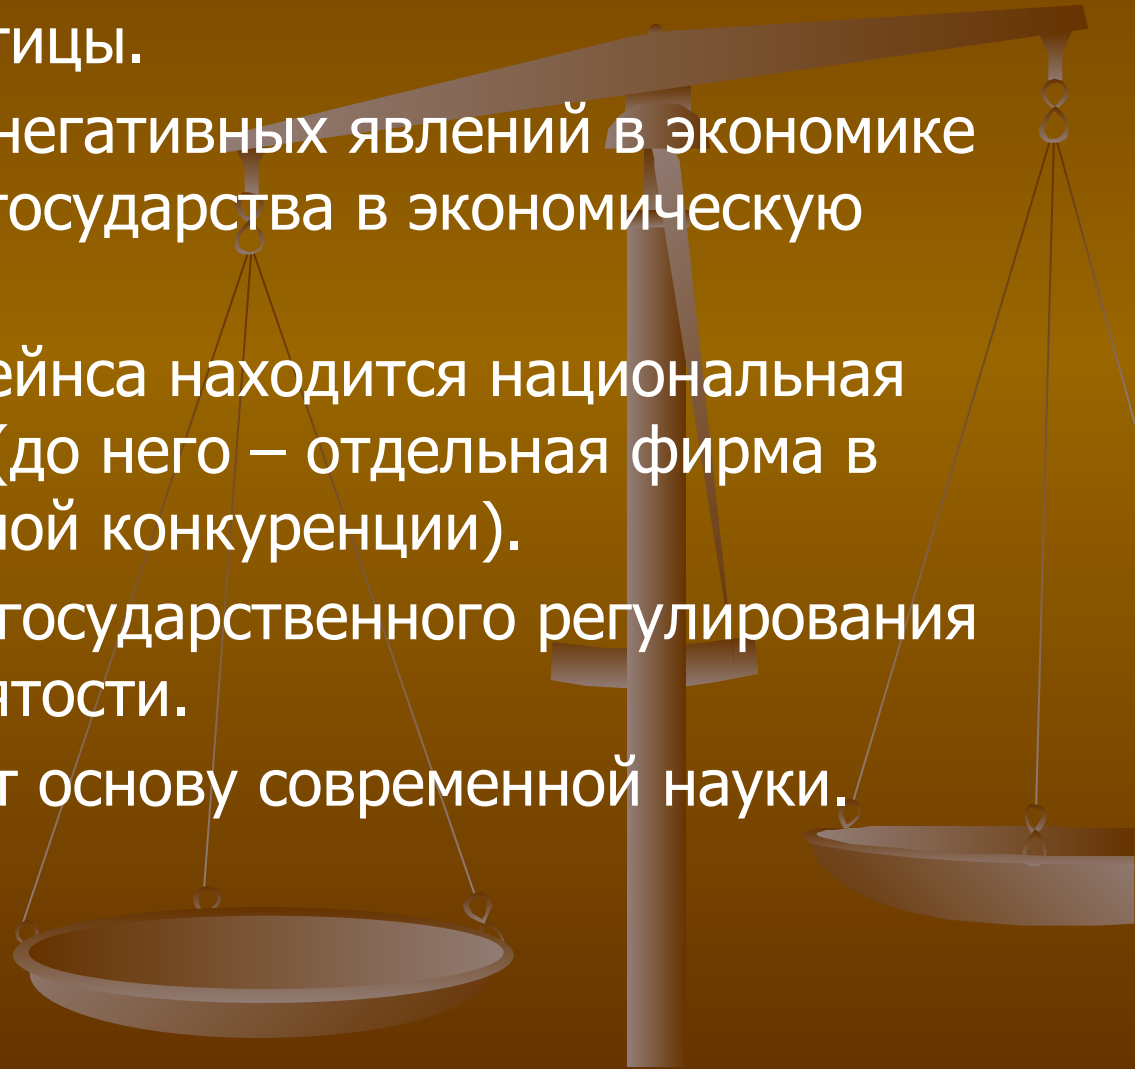 тицы.
негативных явлений в экономике
государства в экономическую
ейнса находится национальная
(до него – отдельная фирма в
ной конкуренции).
государственного регулирования
ятости.
т основу современной науки.